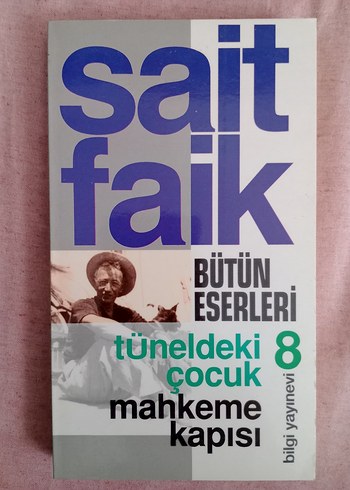 sait
faik
BÜTÜN
ESERLERİ
tüneldeki
çocuk
8
mahkeme
kapısı
bilgi yayınevi